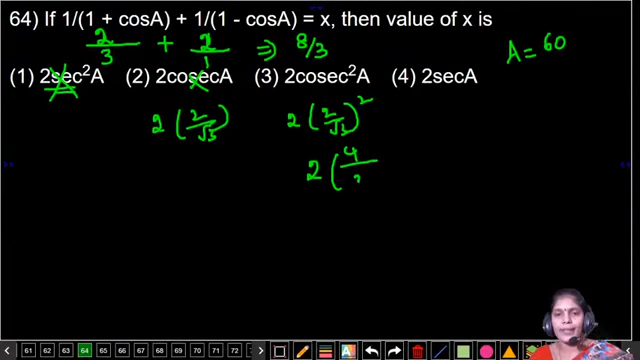 64) If 1/(1 + cosA) + 1/(1 - cosA) = x, then value of x is
2/3 + 2/1 ⇒ 8/3
A = 60
(1) 2sec²A (2) 2cosecA (3) 2cosec²A (4) 2secA
2 (2/√3) 2 (2/√3)²
2 (4/
61 62 63 64 65 66 67 68 69 70 71 72 7